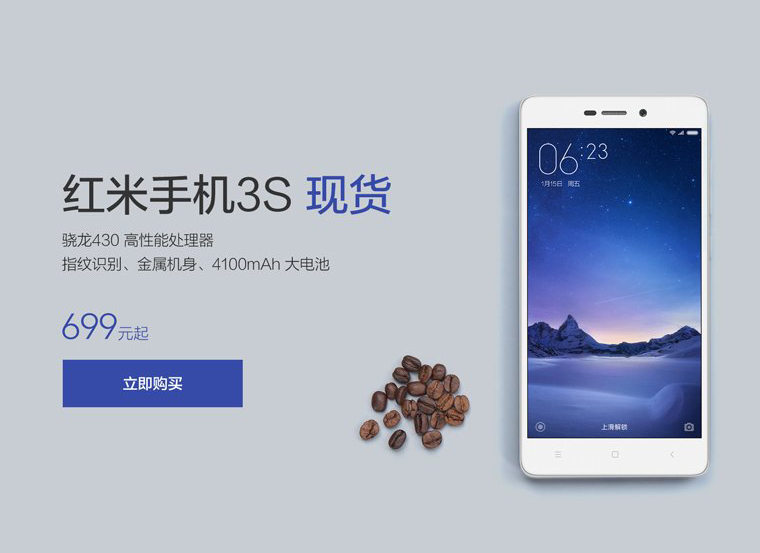 红米手机3S 现货
骁龙430 高性能处理器
指纹识别、金属机身、4100mAh 大电池
699元起
立即购买
06:23
1月15日 周五
上滑解锁